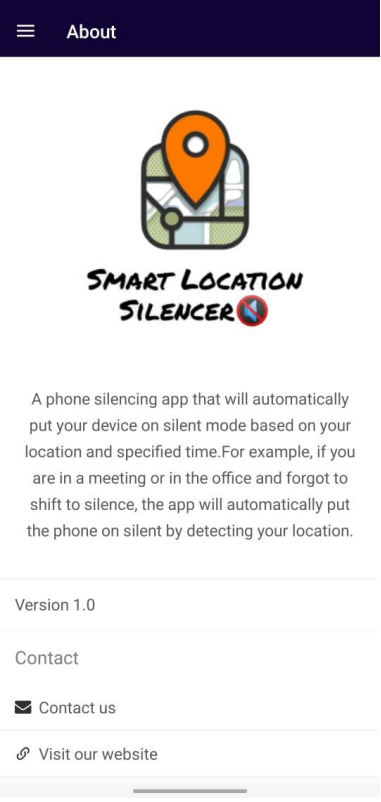 About
SMART LOCATION
SILENCER🔇
A phone silencing app that will automatically
put your device on silent mode based on your
location and specified time.For example, if you
are in a meeting or in the office and forgot to
shift to silence, the app will automatically put
the phone on silent by detecting your location.
Version 1.0
Contact
Contact us
Visit our website